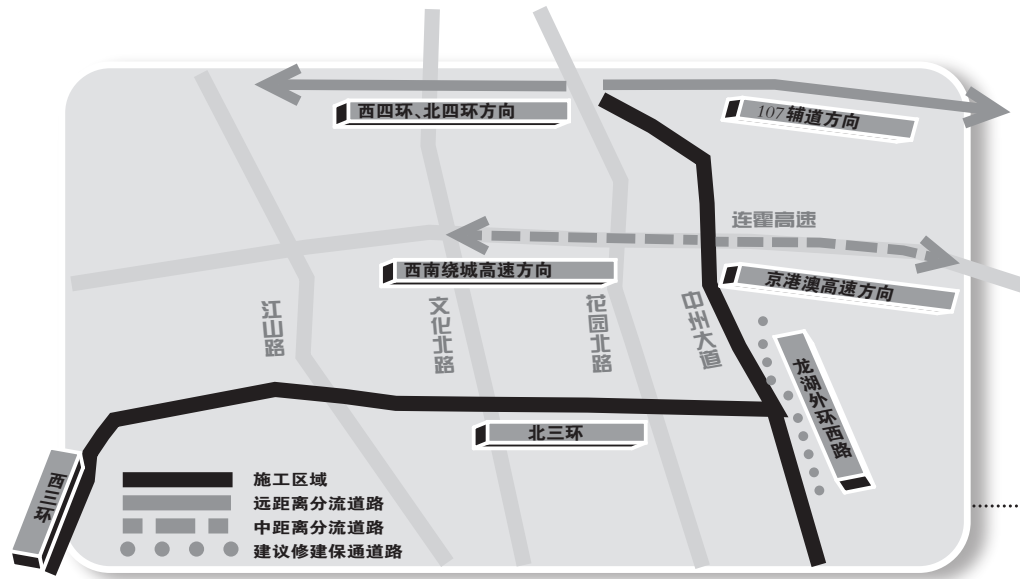 西四环、北四环方向
107辅道方向
连霍高速
西南绕城高速方向
京港澳高速方向
江山路
文化北路
花园北路
中州大道
龙湖外环西路
北三环
西三环
施工区域
远距离分流道路
中距离分流道路
建议修建保通道路